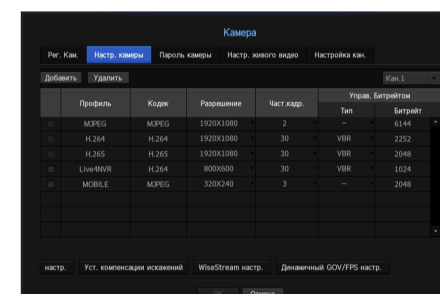 Камера
Рег. Кам. Настр. камеры Пароль камеры Настр. живого видео Настройка кан.
Добавить Удалить Кан.1
Профиль Кодек Разрешение Част.кадр. Управ. Битрейтом
Тип Битрейт
MJPEG MJPEG 1920X1080 2 - 6144
H.264 H.264 1920X1080 30 VBR 2252
H.265 H.265 1920X1080 30 VBR 2048
Live4NVR H.264 800X600 30 VBR 1024
MOBILE MJPEG 320X240 3 - 2048
настр. Уст. компенсации искажений WiseStream настр. Динамичный GOV/FPS настр.
OK Отмена